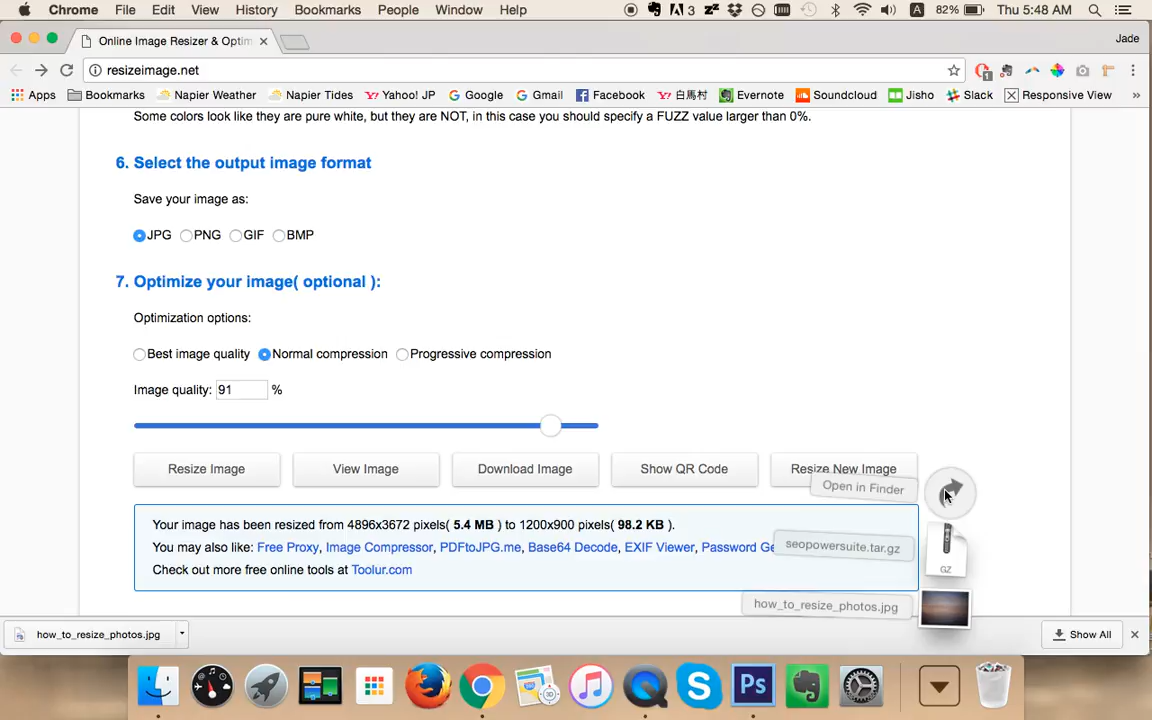 Chrome File Edit View History Bookmarks People Window Help 3 A 82% Thu 5:48 AM
Online Image Resizer & Optim Jade
resizeimage.net 1
Apps Bookmarks Napier Weather Napier Tides Yahoo! JP Google Gmail Facebook 白馬村 Evernote Soundcloud Jisho Slack Responsive View »
Some colors look like they are pure white, but they are NOT, in this case you should specify a FUZZ value larger than 0%.
6. Select the output image format
Save your image as:
JPG PNG GIF BMP
7. Optimize your image( optional ):
Optimization options:
Best image quality Normal compression Progressive compression
Image quality: 91 %
Resize Image View Image Download Image Show QR Code Resize New Image
Open in Finder
Your image has been resized from 4896x3672 pixels( 5.4 MB ) to 1200x900 pixels( 98.2 KB ).
You may also like: Free Proxy, Image Compressor, PDFtoJPG.me, Base64 Decode, EXIF Viewer, Password
seopowersuite.tar.gz
GZ
Check out more free online tools at Toolur.com
how_to_resize_photos.jpg
how_to_resize_photos.jpg Show All
Ps